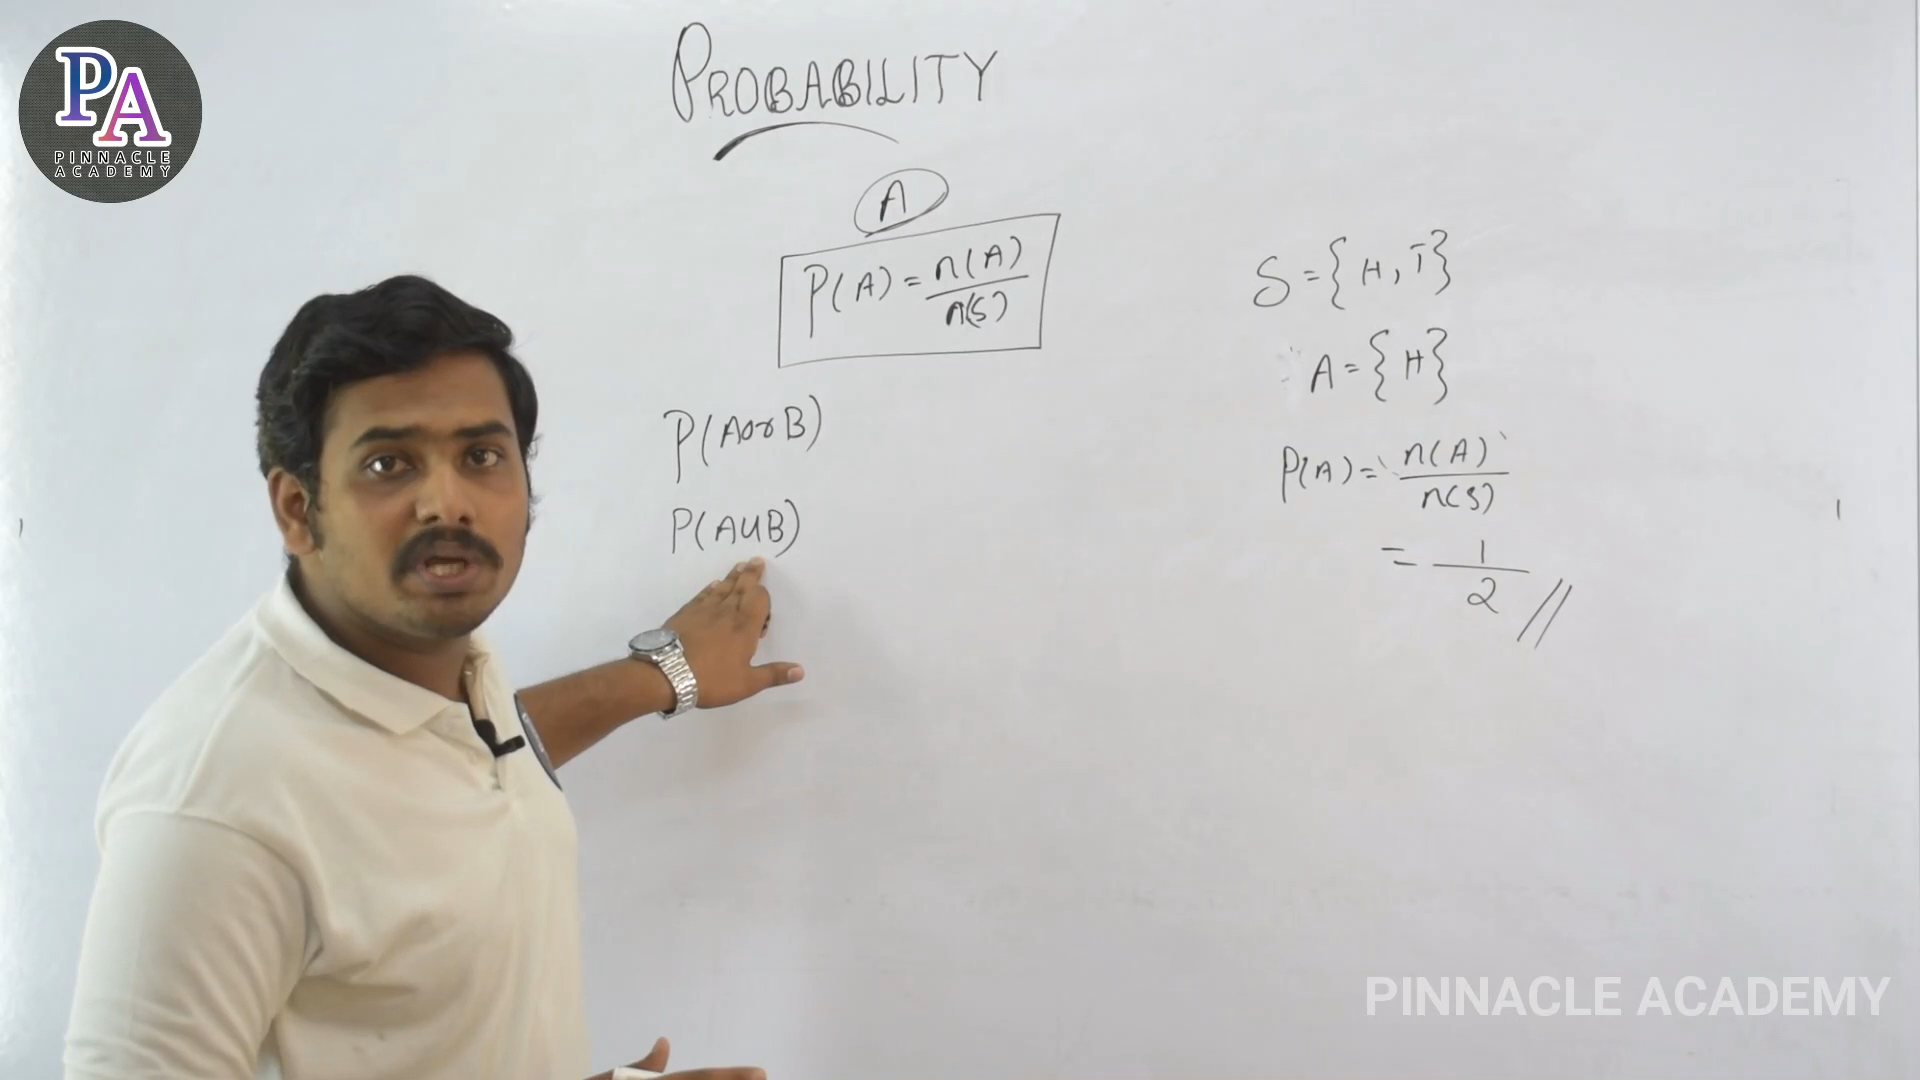 PA
PINNACLE
ACADEMY
PROBABILITY
A
P(A) = n(A)/n(S)
P(A or B)
P(A∪B)
S = {H, T}
A = {H}
P(A) = n(A)/n(S)
= 1/2 //
PINNACLE ACADEMY